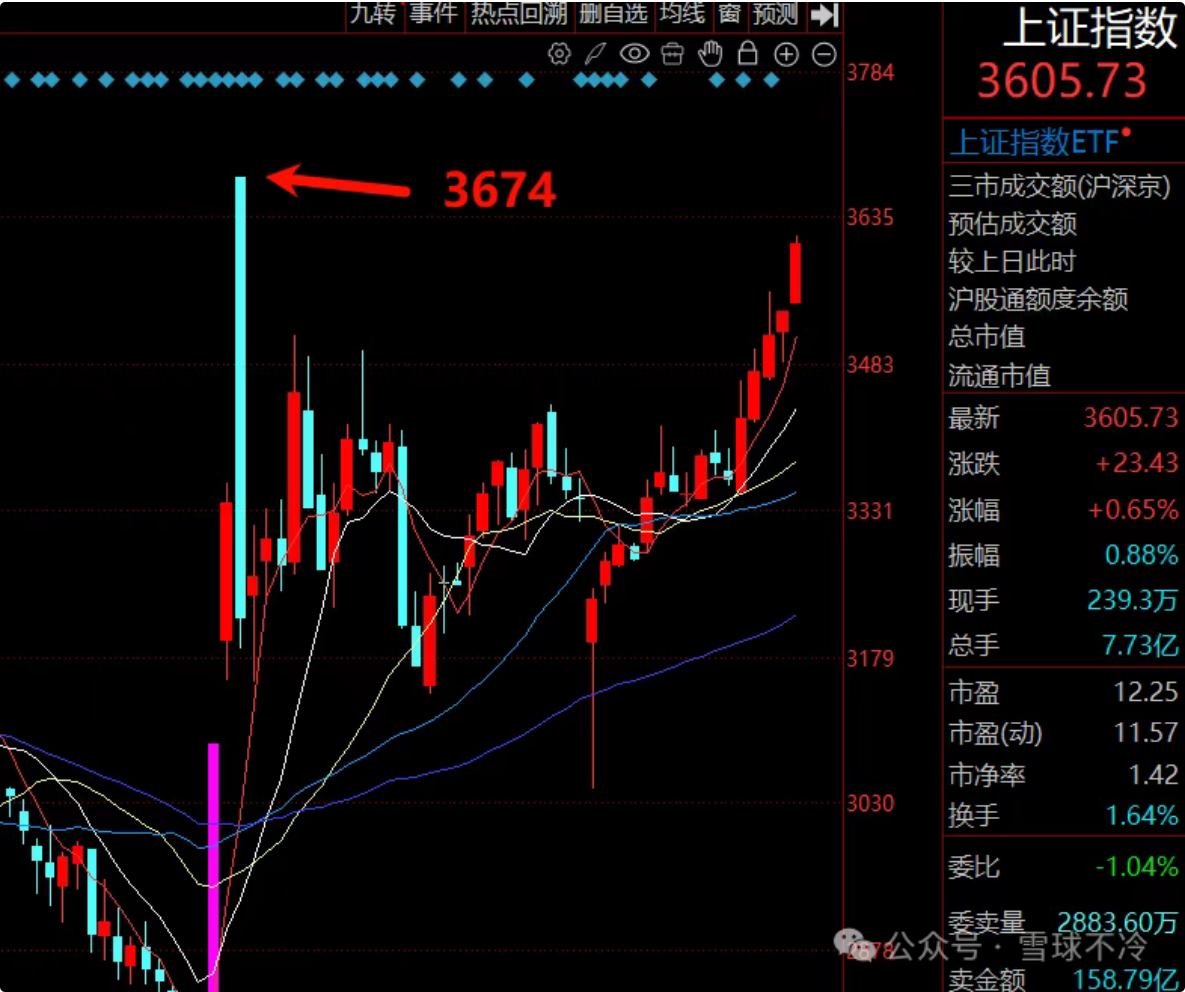 九转 事件 热点回溯 删自选 均线 窗 预测
上证指数
3605.73
上证指数ETF
三市成交额(沪深京)
预估成交额
较上日此时
沪股通额度余额
总市值
流通市值
最新 3605.73
涨跌 +23.43
涨幅 +0.65%
振幅 0.88%
现手 239.3万
总手 7.73亿
市盈 12.25
市盈(动) 11.57
市净率 1.42
换手 1.64%
委比 -1.04%
委卖量 2883.60万
卖金额 158.79亿
3784
3674
3635
3483
3331
3179
3030
公众号 · 雪球不冷